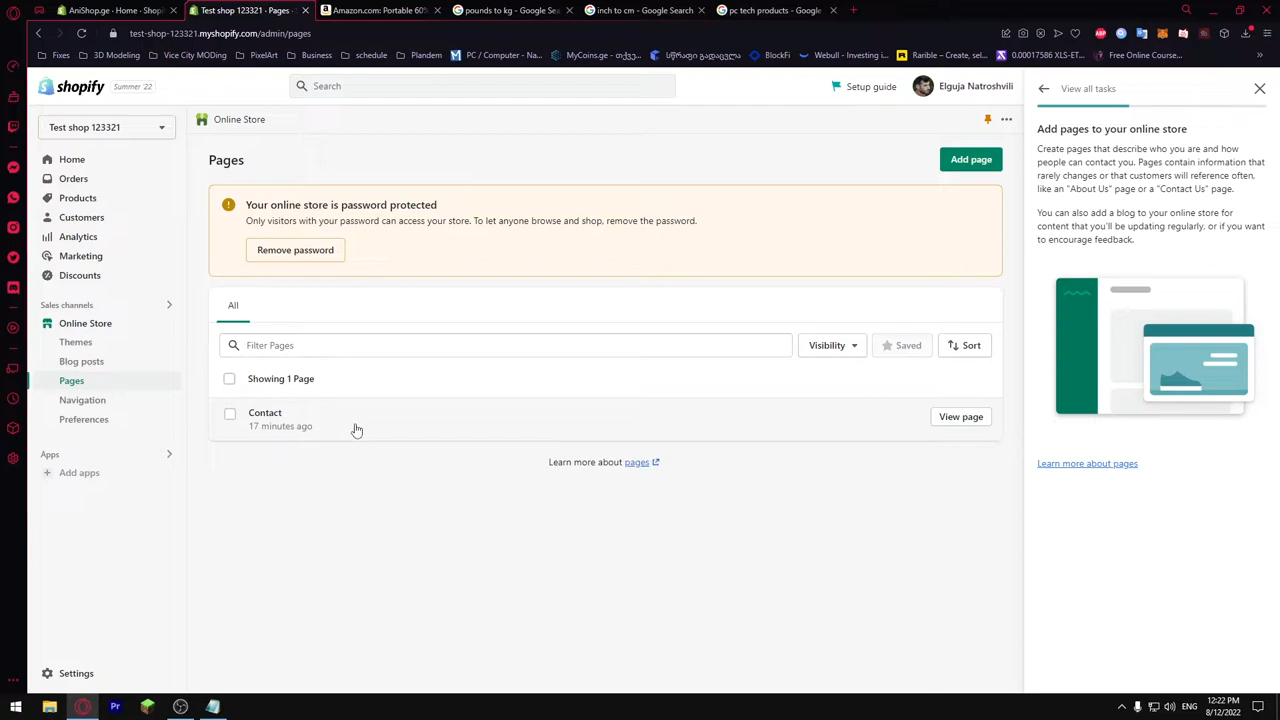 AniShop.ge - Home · Shopif
Test shop 123321 · Pages ·
Amazon.com: Portable 60%
pounds to kg - Google Sea
inch to cm - Google Search
pc tech products - Google
test-shop-123321.myshopify.com/admin/pages
Fixes
3D Modeling
Vice City MODing
PixelArt
Business
schedule
Plandem
PC / Computer - Na...
MyCoins.ge - თქვე...
სწრაფი გადაცვლა
BlockFi
Webull - Investing i...
Rarible – Create, sel...
0.00017586 XLS-ET...
Free Online Course...
shopify
Summer '22
Search
Setup guide
Elguja Natroshvili
Test shop 123321
Home
Orders
Products
Customers
Analytics
Marketing
Discounts
Sales channels
Online Store
Themes
Blog posts
Pages
Navigation
Preferences
Apps
Add apps
Settings
Online Store
Pages
Add page
Your online store is password protected
Only visitors with your password can access your store. To let anyone browse and shop, remove the password.
Remove password
All
Filter Pages
Visibility
Saved
Sort
Showing 1 Page
Contact
17 minutes ago
View page
Learn more about pages
View all tasks
Add pages to your online store
Create pages that describe who you are and how
people can contact you. Pages contain information that
rarely changes or that customers will reference often,
like an "About Us" page or a "Contact Us" page.
You can also add a blog to your online store for
content that you'll be updating regularly, or if you want
to encourage feedback.
Learn more about pages
Pr
ENG
12:22 PM
8/12/2022